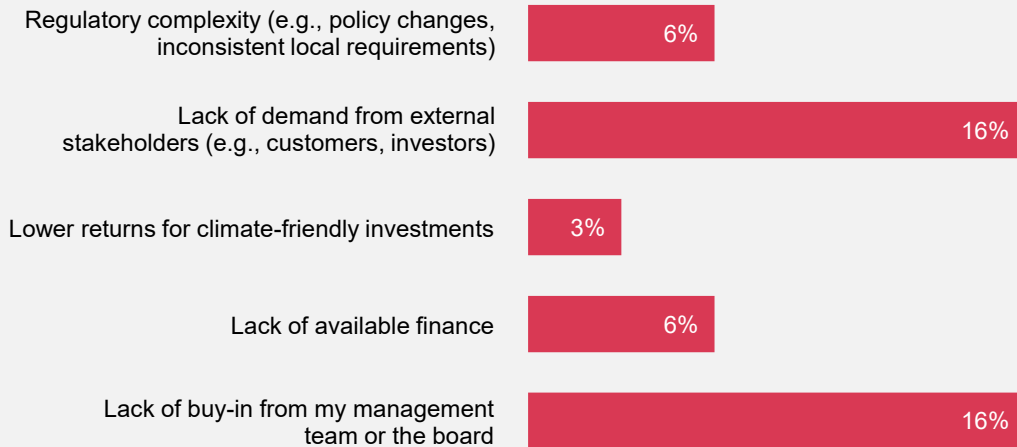 Regulatory complexity (e.g., policy changes,
inconsistent local requirements)
6%
Lack of demand from external
stakeholders (e.g., customers, investors)
16%
Lower returns for climate-friendly investments
3%
Lack of available finance
6%
Lack of buy-in from my management
team or the board
16%